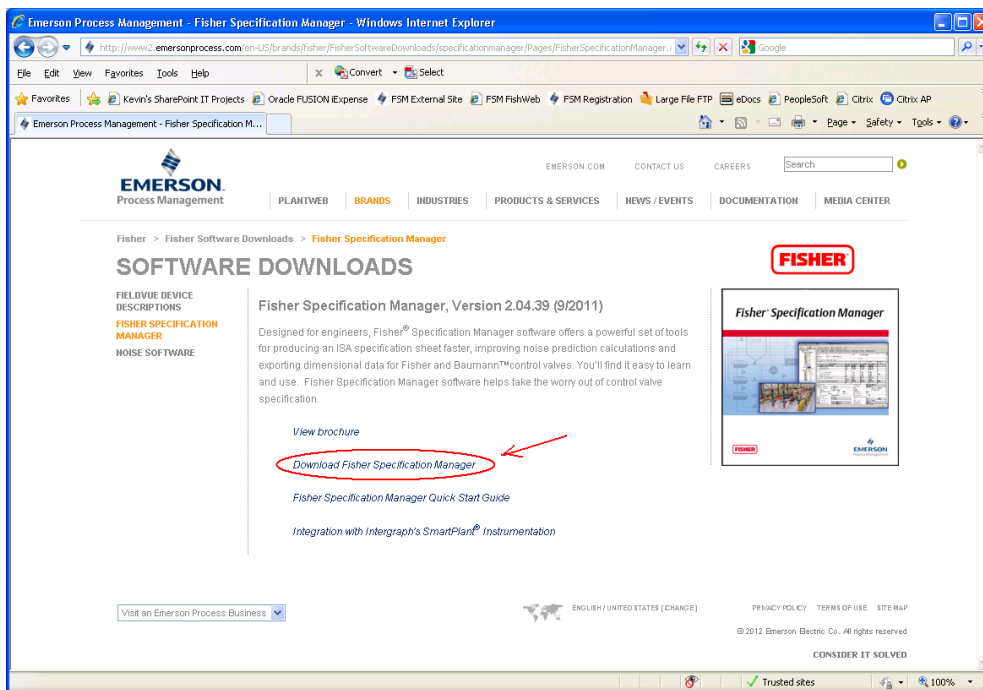 Emerson Process Management - Fisher Specification Manager - Windows Internet Explorer
http://www2.emersonprocess.com/en-US/brands/fisher/FisherSoftwareDownloads/specificationmanager/Pages/FisherSpecificationManager.
Google
File Edit View Favorites Tools Help
x Convert Select
Favorites Kevin's SharePoint IT Projects Oracle FUSION iExpense FSM External Site FSM FishWeb FSM Registration Large File FTP eDocs PeopleSoft Citrix Citrix AP
Emerson Process Management - Fisher Specification M...
Page Safety Tools
EMERSON.COM CONTACT US CAREERS Search
EMERSON.
Process Management
PLANTWEB BRANDS INDUSTRIES PRODUCTS & SERVICES NEWS / EVENTS DOCUMENTATION MEDIA CENTER
Fisher > Fisher Software Downloads > Fisher Specification Manager
SOFTWARE DOWNLOADS
FISHER
FIELDVUE DEVICE
DESCRIPTIONS
FISHER SPECIFICATION
MANAGER
NOISE SOFTWARE
Fisher Specification Manager, Version 2.04.39 (9/2011)
Designed for engineers, Fisher® Specification Manager software offers a powerful set of tools
for producing an ISA specification sheet faster, improving noise prediction calculations and
exporting dimensional data for Fisher and Baumann™control valves. You'll find it easy to learn
and use. Fisher Specification Manager software helps take the worry out of control valve
specification.
View brochure
Download Fisher Specification Manager
Fisher Specification Manager Quick Start Guide
Integration with Intergraph's SmartPlant® Instrumentation
Fisher® Specification Manager
FISHER
EMERSON
Visit an Emerson Process Business
ENGLISH / UNITED STATES [ CHANGE ]
PRIVACY POLICY TERMS OF USE SITE MAP
© 2012 Emerson Electric Co. All rights reserved
CONSIDER IT SOLVED
Trusted sites 100%